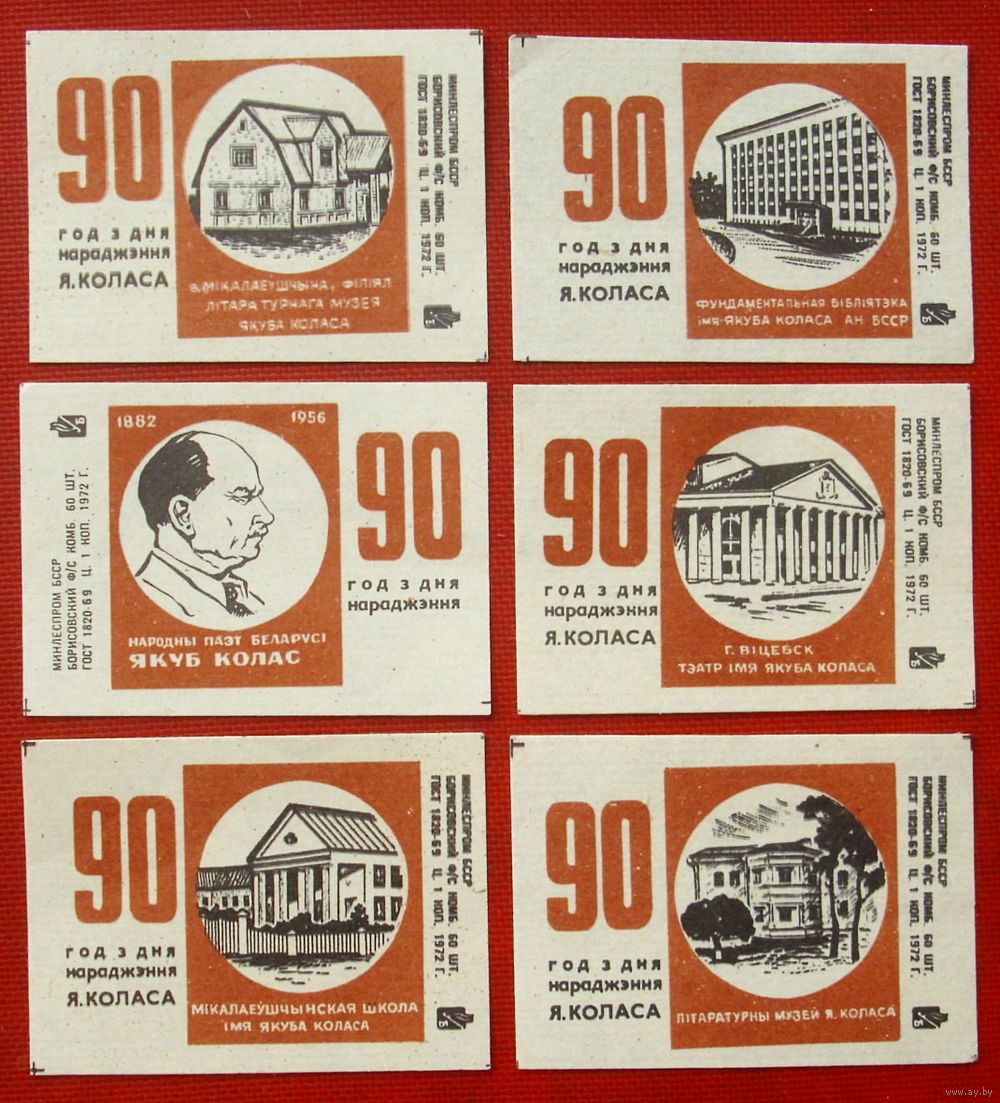 90
год з дня
нараджэння
Я.КОЛАСА
в.МІКАЛАЕЎШЧЫНА, ФІЛІЯЛ
ЛІТАРАТУРНАГА МУЗЕЯ
ЯКУБА КОЛАСА
МИНЛЕСПРОМ БССР
БОРИСОВСКИЙ Ф/С КОМБ. 60 ШТ.
ГОСТ 1820-69 Ц. 1 КОП. 1972 Г.
90
год з дня
нараджэння
Я.КОЛАСА
ФУНДАМЕНТАЛЬНАЯ БІБЛІЯТЭКА
ІМЯ ЯКУБА КОЛАСА АН БССР
МИНЛЕСПРОМ БССР
БОРИСОВСКИЙ Ф/С КОМБ. 60 ШТ.
ГОСТ 1820-69 Ц. 1 КОП. 1972 Г.
МИНЛЕСПРОМ БССР
БОРИСОВСКИЙ Ф/С КОМБ. 60 ШТ.
ГОСТ 1820-69 Ц. 1 КОП. 1972 Г.
1882 1956
НАРОДНЫ ПАЭТ БЕЛАРУСІ
ЯКУБ КОЛАС
90
год з дня
нараджэння
90
год з дня
нараджэння
Я.КОЛАСА
Г. ВІЦЕБСК
ТЭАТР ІМЯ ЯКУБА КОЛАСА
МИНЛЕСПРОМ БССР
БОРИСОВСКИЙ Ф/С КОМБ. 60 ШТ.
ГОСТ 1820-69 Ц. 1 КОП. 1972 Г.
90
год з дня
нараджэння
Я.КОЛАСА
МІКАЛАЕЎШЧЫНСКАЯ ШКОЛА
ІМЯ ЯКУБА КОЛАСА
МИНЛЕСПРОМ БССР
БОРИСОВСКИЙ Ф/С КОМБ. 60 ШТ.
ГОСТ 1820-69 Ц. 1 КОП. 1972 Г.
90
год з дня
нараджэння
Я.КОЛАСА
ЛІТАРАТУРНЫ МУЗЕЙ Я. КОЛАСА
МИНЛЕСПРОМ БССР
БОРИСОВСКИЙ Ф/С КОМБ. 60 ШТ.
ГОСТ 1820-69 Ц. 1 КОП. 1972 Г.
www.ay.by